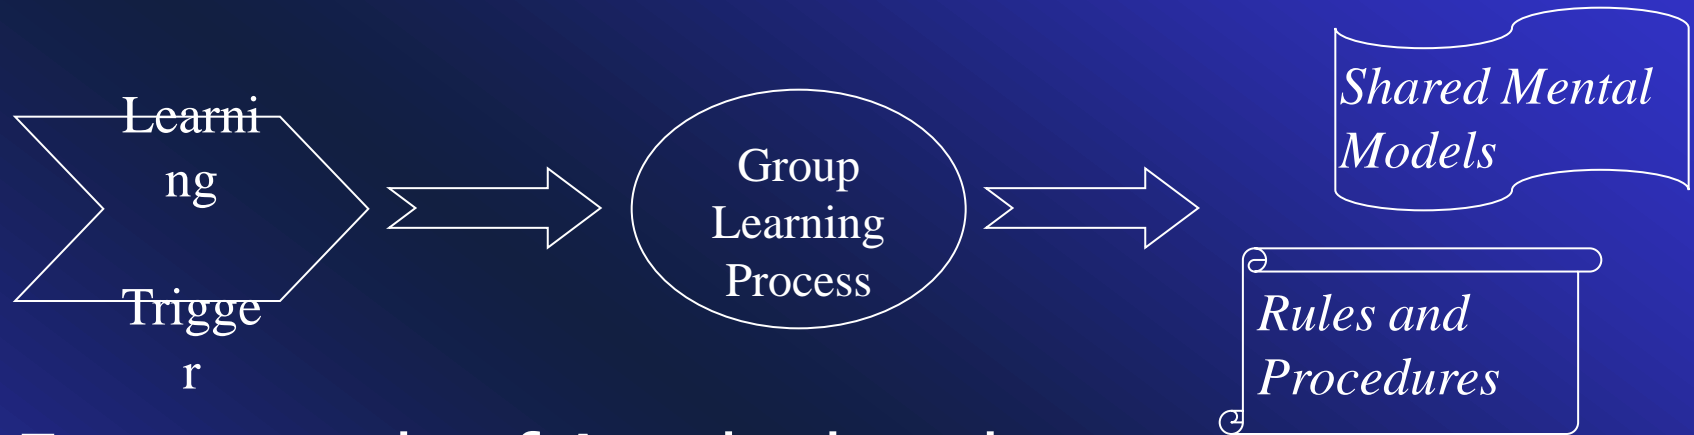 Learni
ng
Trigge
r
Group
Learning
Process
Shared Mental
Models
Rules and
Procedures